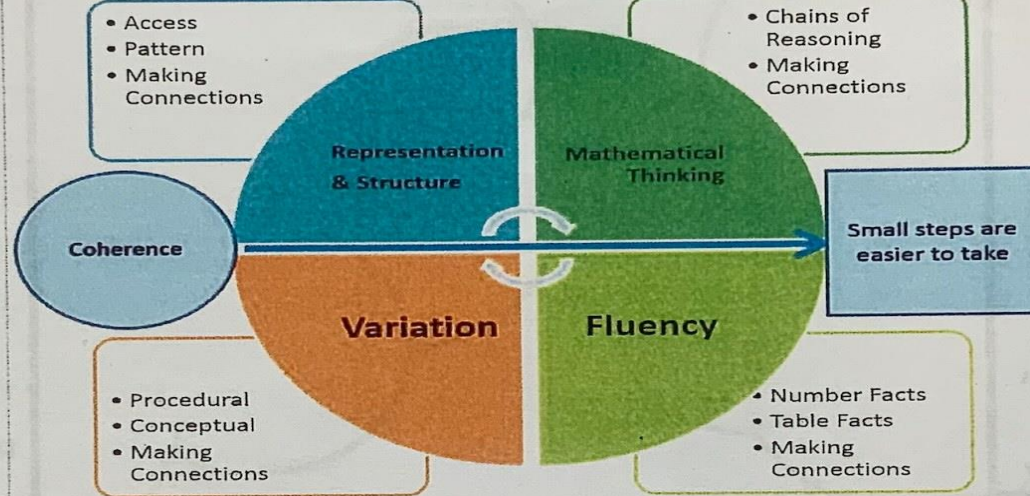 • Access
• Pattern
• Making
Connections
• Chains of
Reasoning
• Making
Connections
Representation
& Structure
Mathematical
Thinking
Coherence
Small steps are
easier to take
Variation
Fluency
• Procedural
• Conceptual
• Making
Connections
• Number Facts
• Table Facts
• Making
Connections